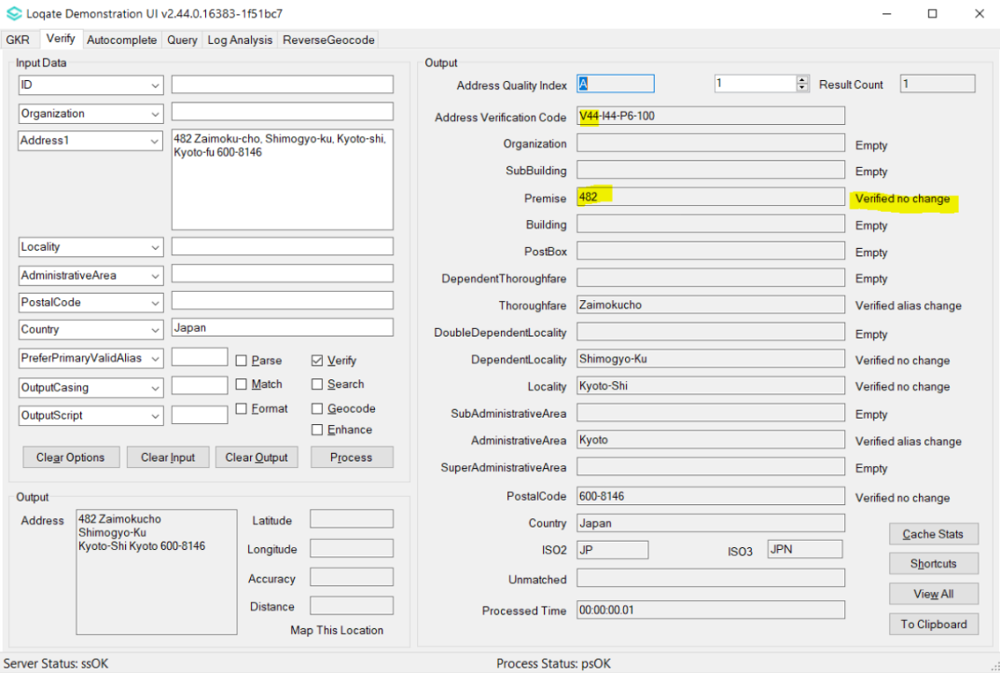 Loqate Demonstration UI v2.44.0.16383-1f51bc7
GKR Verify Autocomplete Query Log Analysis ReverseGeocode
Input Data
ID
Organization
Address1
482 Zaimoku-cho, Shimogyo-ku, Kyoto-shi,
Kyoto-fu 600-8146
Locality
AdministrativeArea
PostalCode
Country Japan
PreferPrimaryValidAlias Parse Verify
OutputCasing Match Search
OutputScript Format Geocode
Enhance
Clear Options Clear Input Clear Output Process
Output
Address
482 Zaimokucho
Shimogyo-Ku
Kyoto-Shi Kyoto 600-8146
Latitude
Longitude
Accuracy
Distance
Map This Location
Output
Address Quality Index A 1 Result Count 1
Address Verification Code V44-I44-P6-100
Organization Empty
SubBuilding Empty
Premise 482 Verified no change
Building Empty
PostBox Empty
DependentThoroughfare Empty
Thoroughfare Zaimokucho Verified alias change
DoubleDependentLocality Empty
DependentLocality Shimogyo-Ku Verified no change
Locality Kyoto-Shi Verified no change
SubAdministrativeArea Empty
AdministrativeArea Kyoto Verified alias change
SuperAdministrativeArea Empty
PostalCode 600-8146 Verified no change
Country Japan
ISO2 JP ISO3 JPN
Unmatched
Processed Time 00:00:00.01
Cache Stats
Shortcuts
View All
To Clipboard
Server Status: ssOK Process Status: psOK